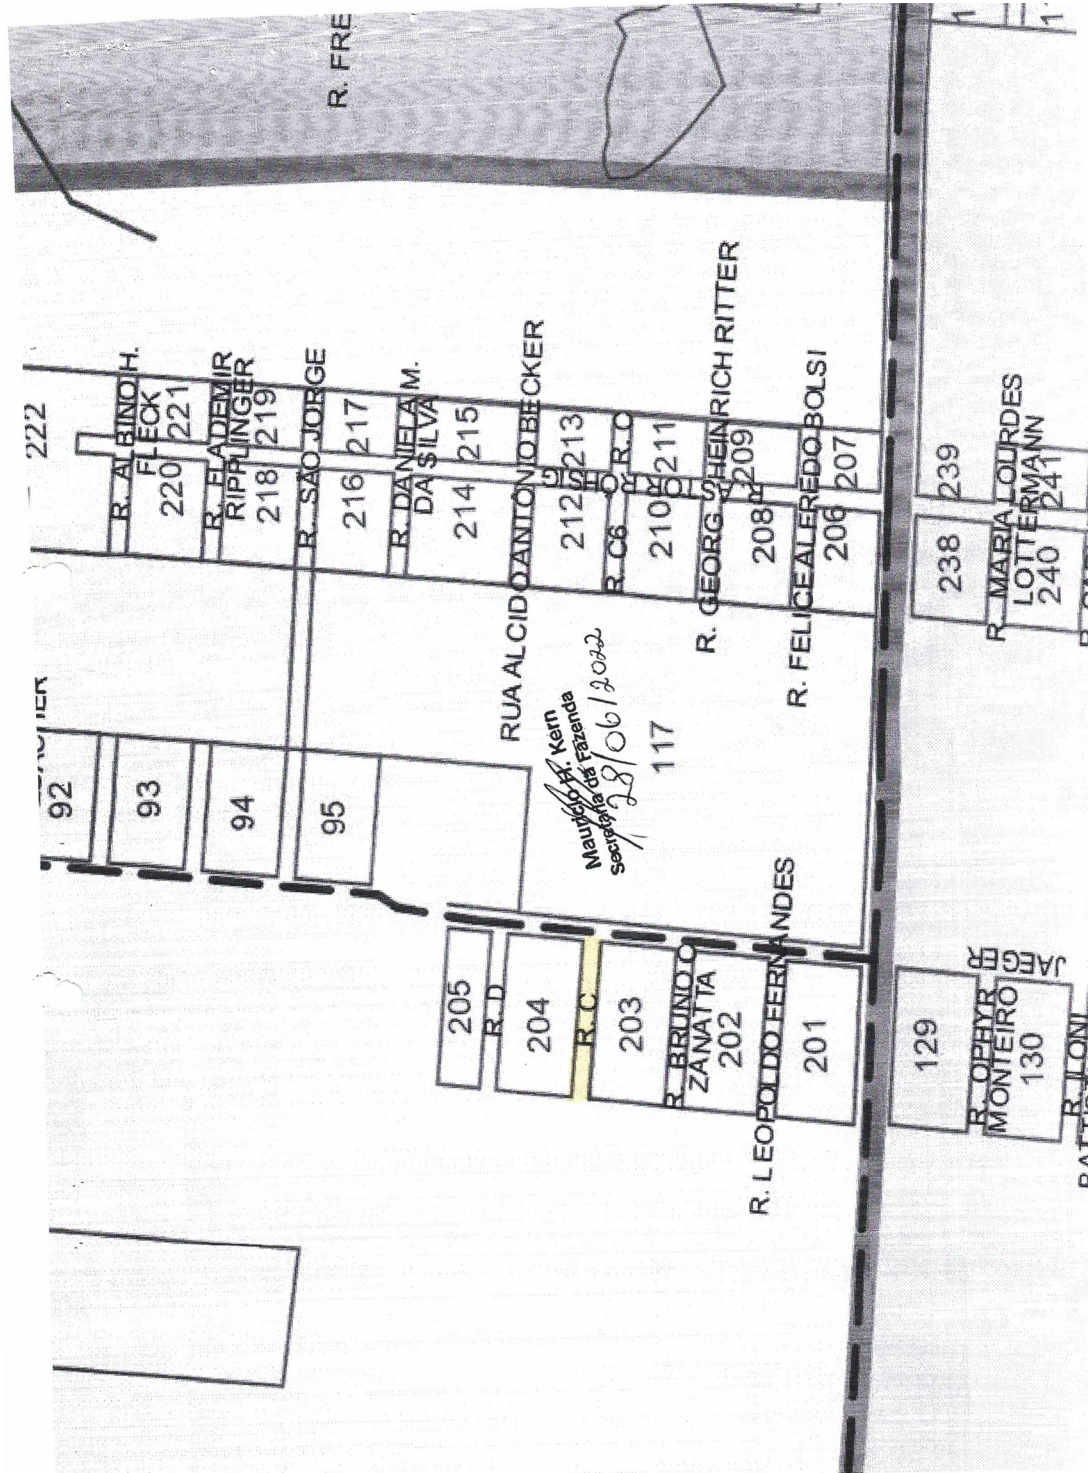 R. FRE
222
R. ALBINO H.
FLECK
221
220
R. FLADEMIR
RIPPLINGER
219
218
R. SÃO JORGE
217
216
R. DANIELA M.
DA SILVA
215
214
RUA ALCIDO ANTÔNIO BECKER
213
212
R. C
R. C6
211
210
R. GEORG HEINRICH RITTER
209
208
R. FELICE ALFREDO BOLSI
207
206
239
238
R. MARIA LOURDES
LOTTERMANN
241
240
92
93
94
95
117
Mauricio H. Kern
Secretaria da Fazenda
28/06/2022
205
R. D
204
R. C
203
R. BRUNO O
ZANATTA
202
R. LEOPOLDO FERNANDES
201
129
R. OPHYR
MONTEIRO
JAEGER
130
R. ILONI